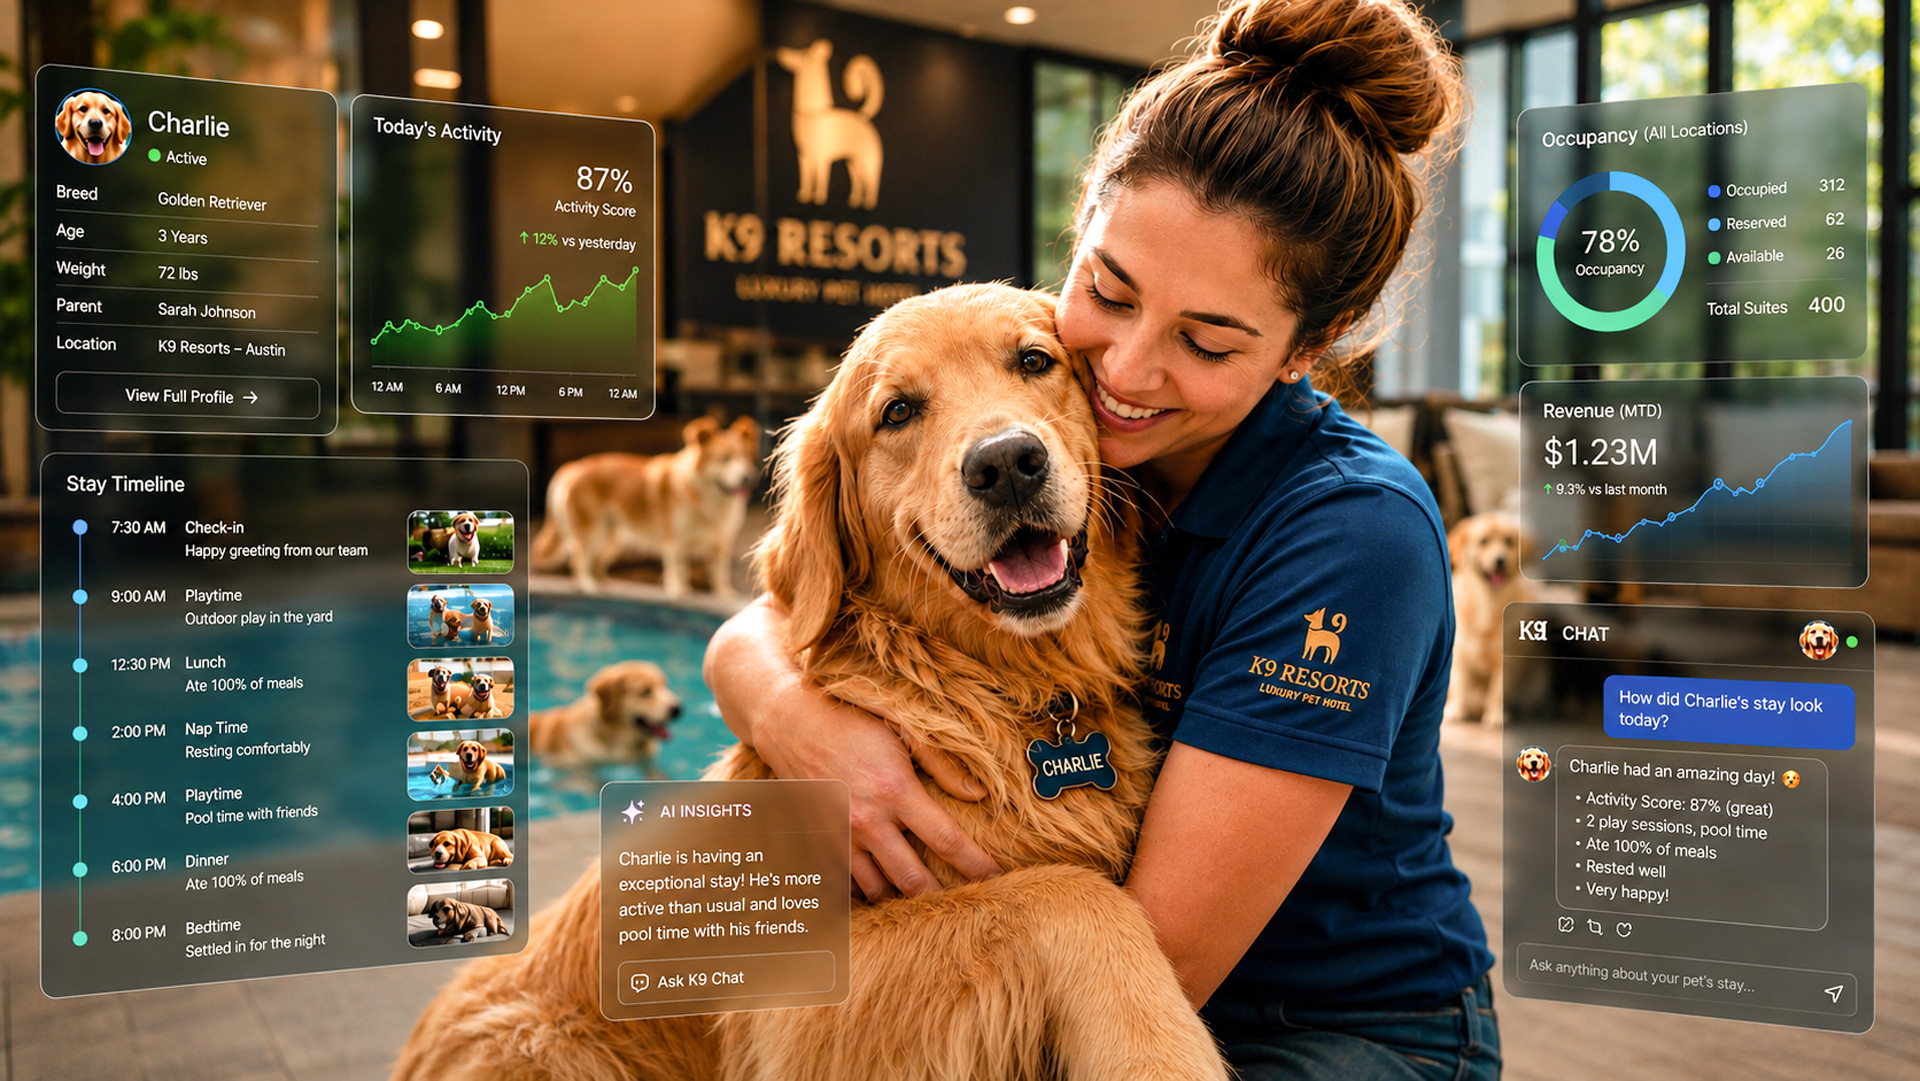 Charlie
Active
Breed Golden Retriever
Age 3 Years
Weight 72 lbs
Parent Sarah Johnson
Location K9 Resorts – Austin
View Full Profile →
Today's Activity
87%
Activity Score
↑ 12% vs yesterday
12 AM 6 AM 12 PM 6 PM 12 AM
Stay Timeline
7:30 AM Check-in
Happy greeting from our team
9:00 AM Playtime
Outdoor play in the yard
12:30 PM Lunch
Ate 100% of meals
2:00 PM Nap Time
Resting comfortably
4:00 PM Playtime
Pool time with friends
6:00 PM Dinner
Ate 100% of meals
8:00 PM Bedtime
Settled in for the night
K9 RESORTS
LUXURY PET HOTEL
AI INSIGHTS
Charlie is having an
exceptional stay! He's more
active than usual and loves
pool time with his friends.
Ask K9 Chat
CHARLIE
K9 RESORTS
LUXURY PET HOTEL
Occupancy (All Locations)
78%
Occupancy
Occupied 312
Reserved 62
Available 26
Total Suites 400
Revenue (MTD)
$1.23M
↑ 9.3% vs last month
K9 CHAT
How did Charlie's stay look
today?
Charlie had an amazing day! 🐶
• Activity Score: 87% (great)
• 2 play sessions, pool time
• Ate 100% of meals
• Rested well
• Very happy!
Ask anything about your pet's stay...